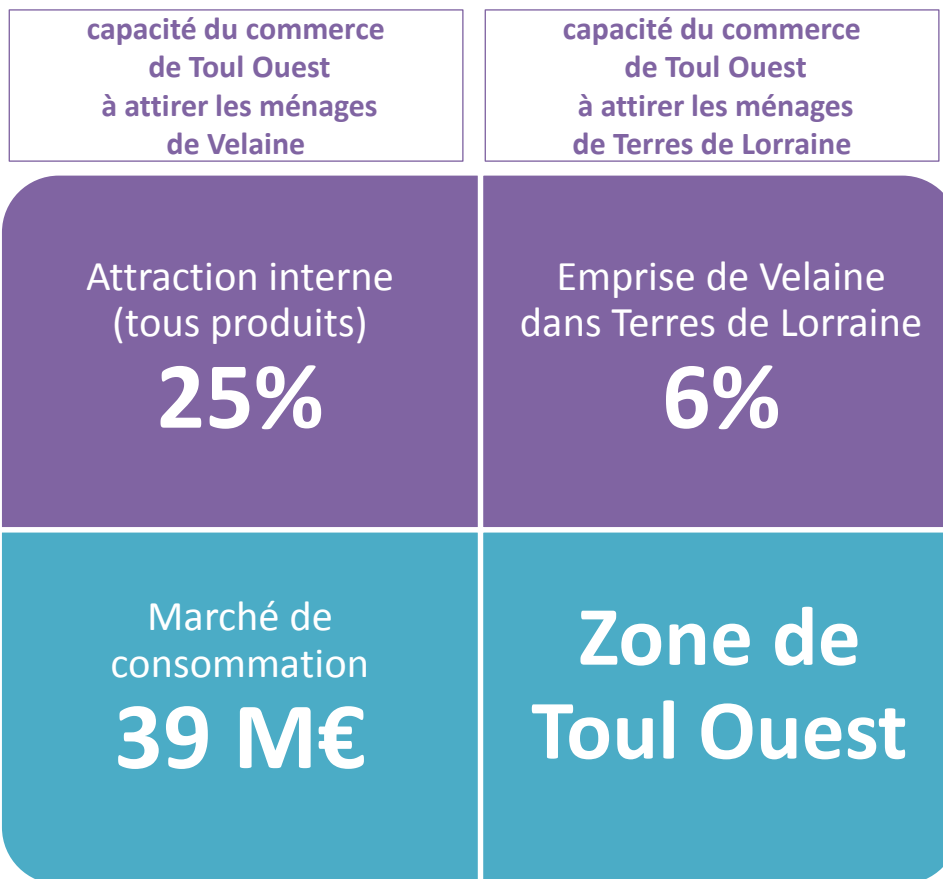 capacité du commerce
de Toul Ouest
à attirer les ménages
de Velaine
capacité du commerce
de Toul Ouest
à attirer les ménages
de Terres de Lorraine
Attraction interne
(tous produits)
25%
Emprise de Velaine
dans Terres de Lorraine
6%
Marché de
consommation
39 M€
Zone de
Toul Ouest